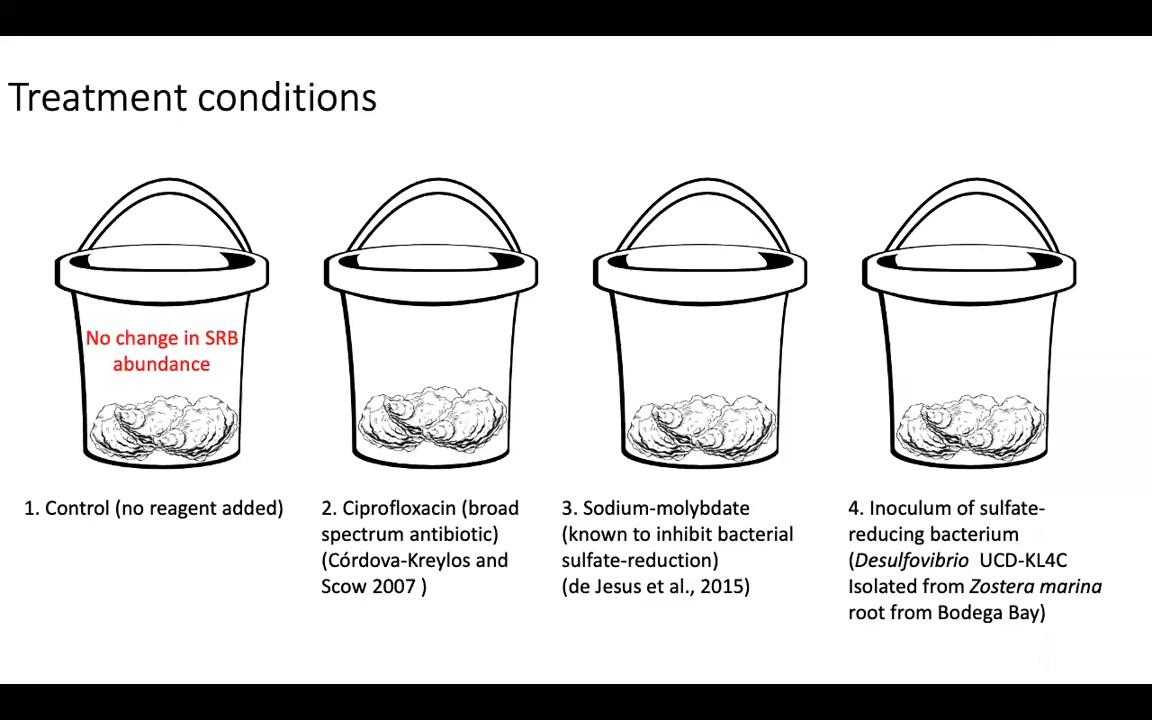 Treatment conditions
No change in SRB
abundance
1. Control (no reagent added)
2. Ciprofloxacin (broad
spectrum antibiotic)
(Córdova-Kreylos and
Scow 2007 )
3. Sodium-molybdate
(known to inhibit bacterial
sulfate-reduction)
(de Jesus et al., 2015)
4. Inoculum of sulfate-
reducing bacterium
(Desulfovibrio UCD-KL4C
Isolated from Zostera marina
root from Bodega Bay)